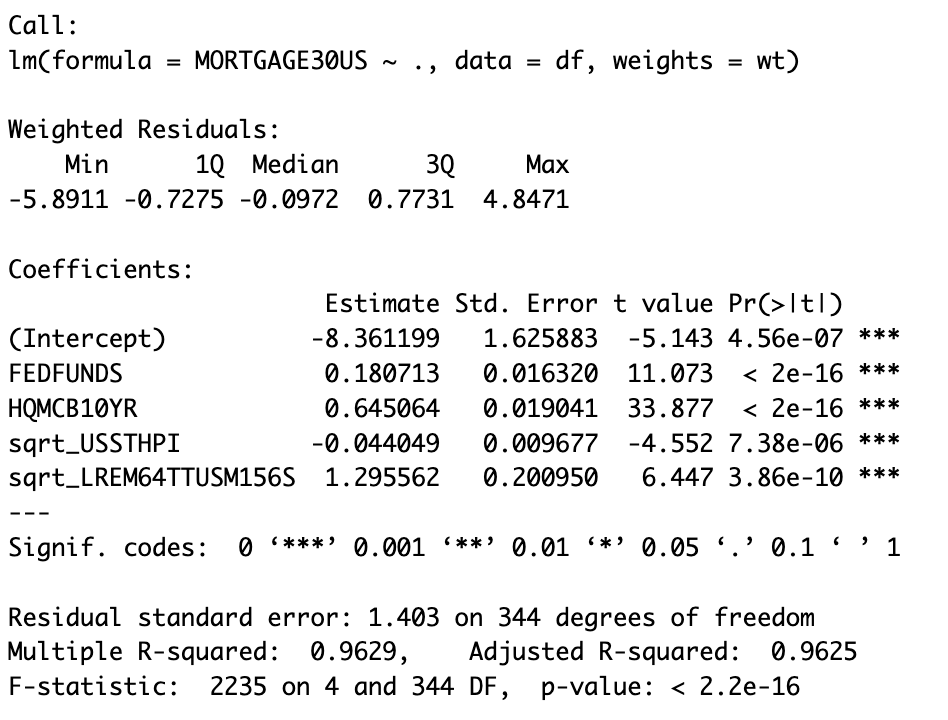 Call:
lm(formula = MORTGAGE30US ~ ., data = df, weights = wt)
Weighted Residuals:
    Min      1Q  Median      3Q     Max
-5.8911 -0.7275 -0.0972  0.7731  4.8471
Coefficients:
                      Estimate Std. Error t value Pr(>|t|)
(Intercept)          -8.361199   1.625883  -5.143 4.56e-07 ***
FEDFUNDS              0.180713   0.016320  11.073  < 2e-16 ***
HQMCB10YR             0.645064   0.019041  33.877  < 2e-16 ***
sqrt_USSTHPI         -0.044049   0.009677  -4.552 7.38e-06 ***
sqrt_LREM64TTUSM156S  1.295562   0.200950   6.447 3.86e-10 ***
---
Signif. codes:  0 ‘***’ 0.001 ‘**’ 0.01 ‘*’ 0.05 ‘.’ 0.1 ‘ ’ 1
Residual standard error: 1.403 on 344 degrees of freedom
Multiple R-squared:  0.9629,    Adjusted R-squared:  0.9625
F-statistic:  2235 on 4 and 344 DF,  p-value: < 2.2e-16